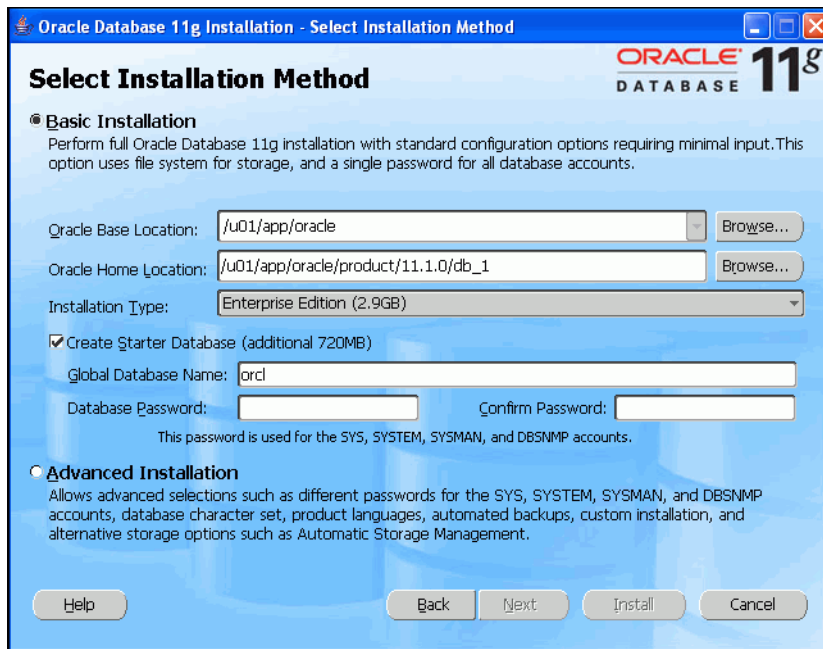 Oracle Database 11g Installation - Select Installation Method
Select Installation Method
ORACLE 11g
DATABASE
Basic Installation
Perform full Oracle Database 11g installation with standard configuration options requiring minimal input.This
option uses file system for storage, and a single password for all database accounts.
Oracle Base Location: /u01/app/oracle Browse...
Oracle Home Location: /u01/app/oracle/product/11.1.0/db_1 Browse...
Installation Type: Enterprise Edition (2.9GB)
Create Starter Database (additional 720MB)
Global Database Name: orcl
Database Password: Confirm Password:
This password is used for the SYS, SYSTEM, SYSMAN, and DBSNMP accounts.
Advanced Installation
Allows advanced selections such as different passwords for the SYS, SYSTEM, SYSMAN, and DBSNMP
accounts, database character set, product languages, automated backups, custom installation, and
alternative storage options such as Automatic Storage Management.
Help Back Next Install Cancel